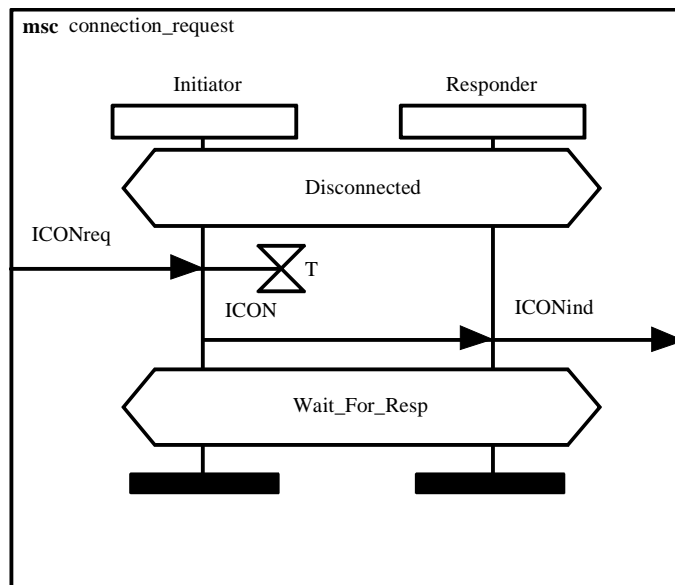 msc connection_request
Initiator
Responder
Disconnected
ICONreq
T
ICON
ICONind
Wait_For_Resp